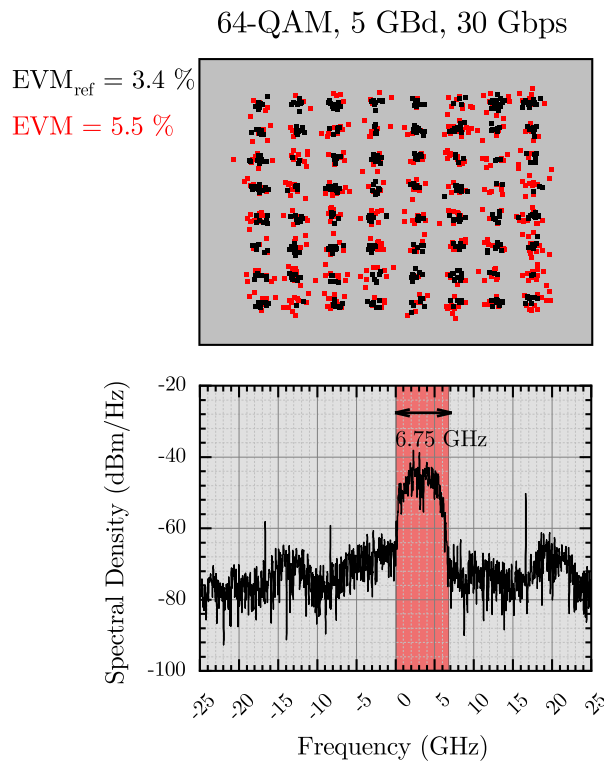 64-QAM, 5 GBd, 30 Gbps
EVMref = 3.4 %
EVM = 5.5 %
-20
6.75 GHz
-40
-60
-80
-100
Spectral Density (dBm/Hz)
-25 -20 -15 -10 -5 0 5 10 15 20 25
Frequency (GHz)